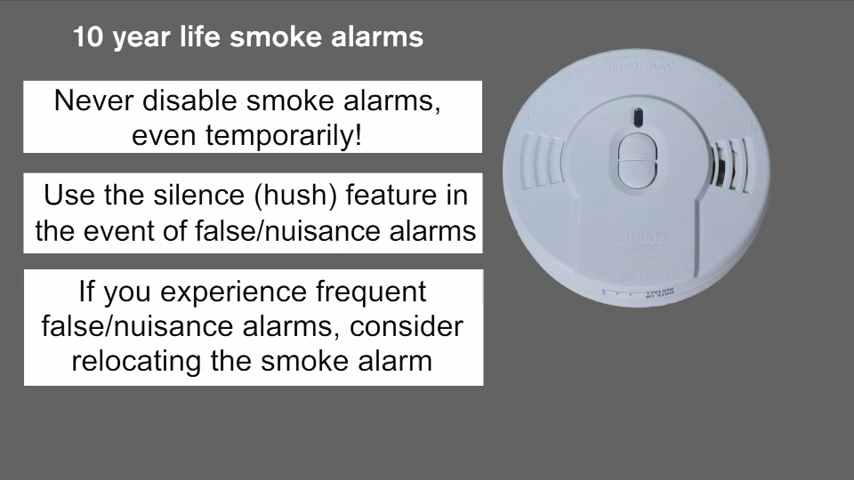 10 year life smoke alarms
Never disable smoke alarms,
even temporarily!
Use the silence (hush) feature in
the event of false/nuisance alarms
If you experience frequent
false/nuisance alarms, consider
relocating the smoke alarm
Kidde